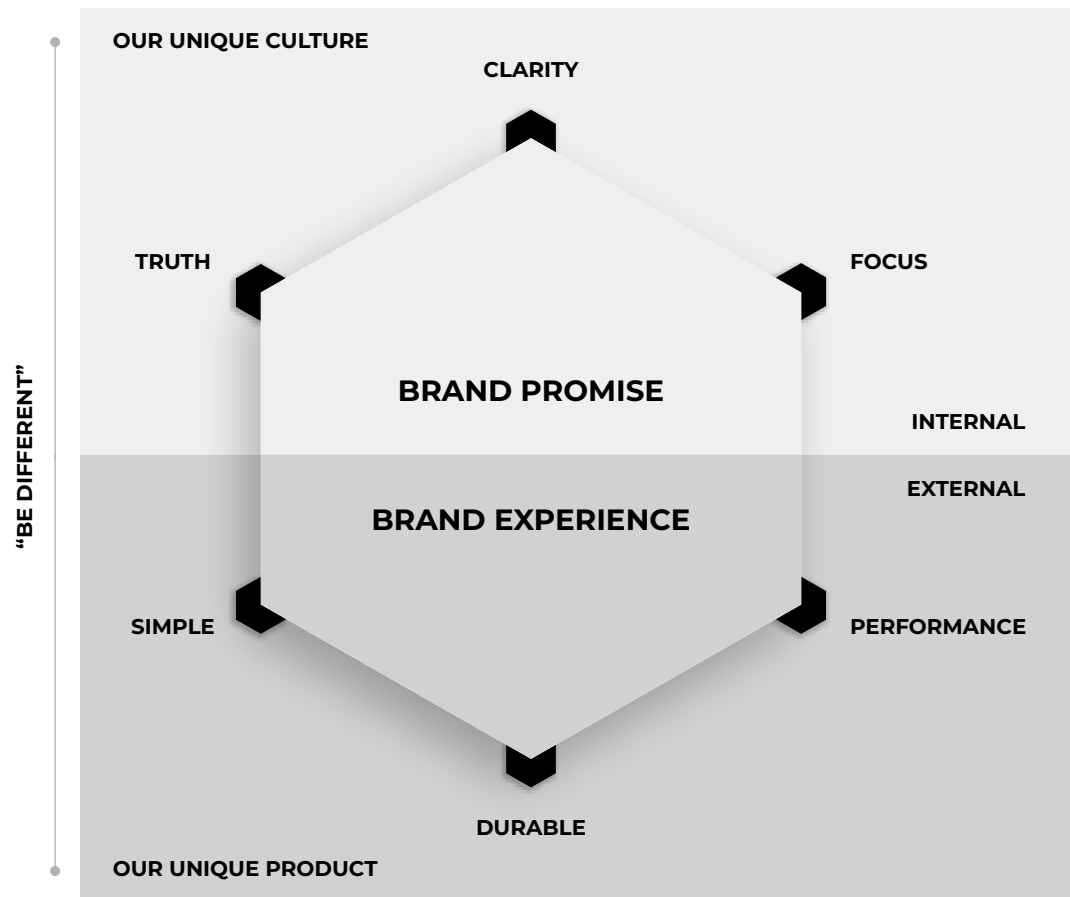 OUR UNIQUE CULTURE
CLARITY
TRUTH
FOCUS
“BE DIFFERENT”
BRAND PROMISE
INTERNAL
EXTERNAL
BRAND EXPERIENCE
SIMPLE
PERFORMANCE
DURABLE
OUR UNIQUE PRODUCT